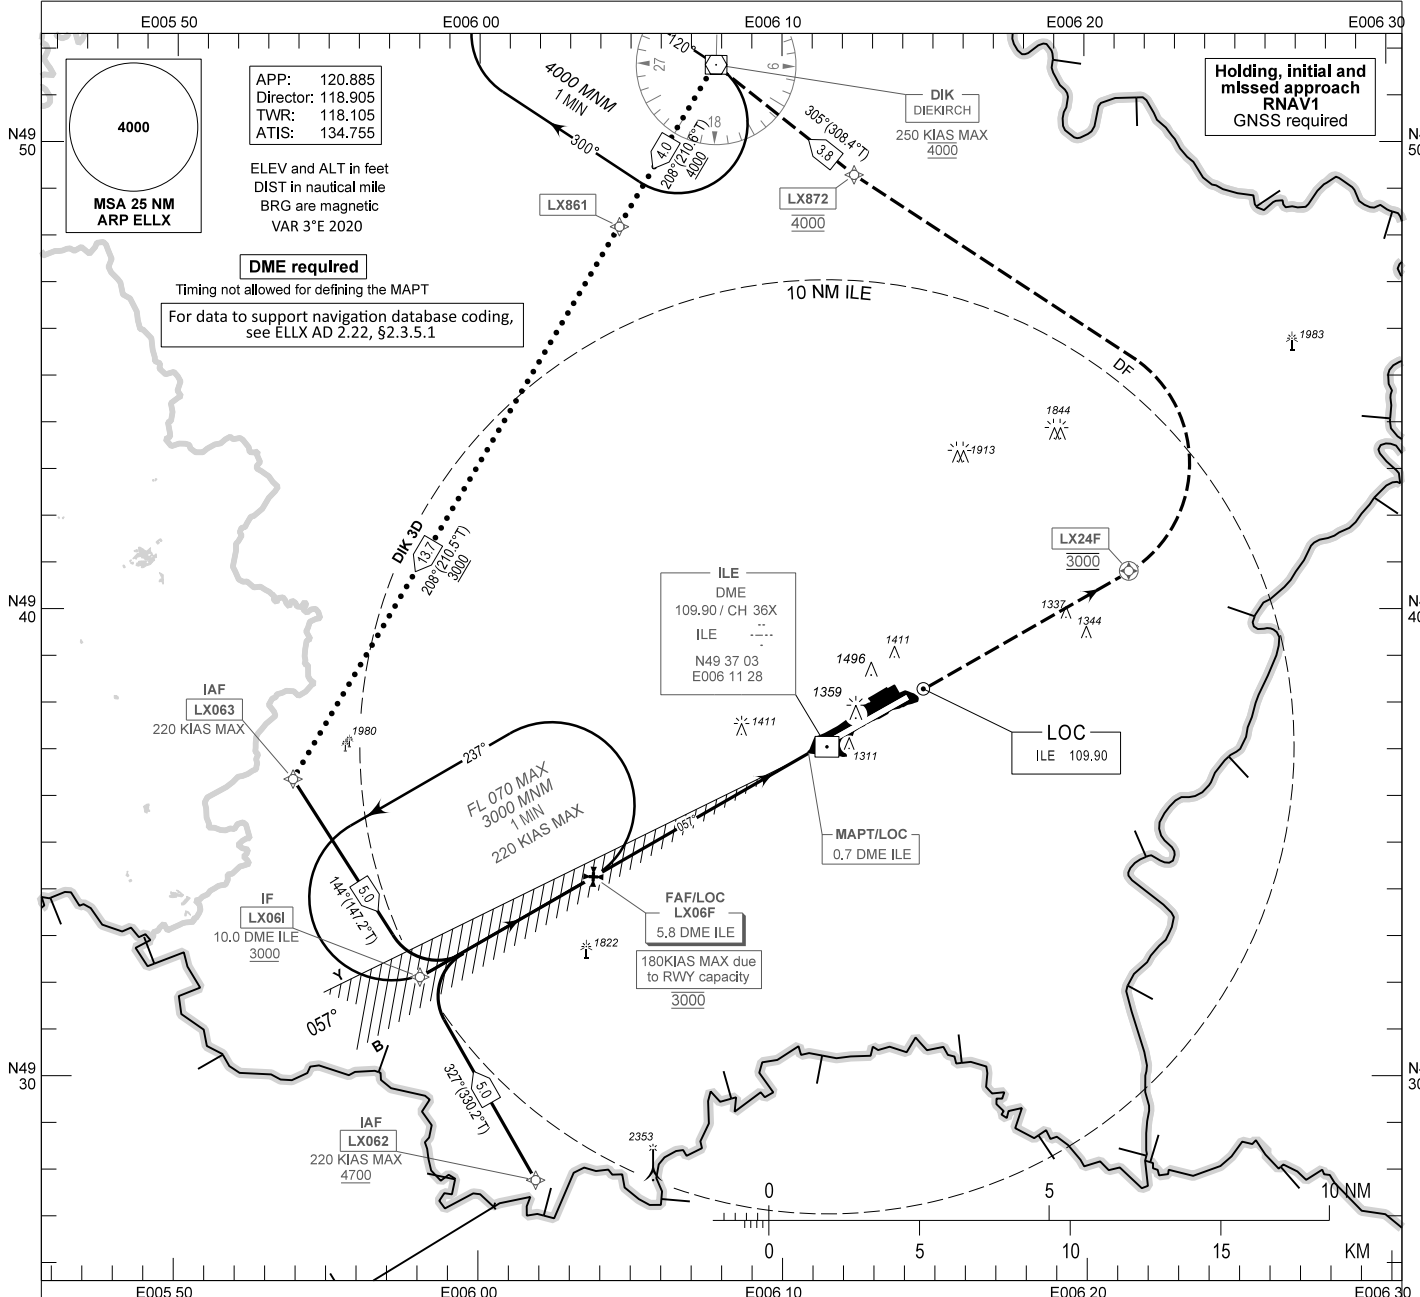 E005 50
E006 00
E006 10
E006 20
E006 30
N49
50
4000
MSA 25 NM
ARP ELLX
APP: 120.885
Director: 118.905
TWR: 118.105
ATIS: 134.755
ELEV and ALT in feet
DIST in nautical mile
BRG are magnetic
VAR 3°E 2020
DME required
Timing not allowed for defining the MAPT
For data to support navigation database coding,
see ELLX AD 2.22, §2.3.5.1
4000 MNM
1 MIN
300°
120°
27
9
18
DIK
DIEKIRCH
250 KIAS MAX
4000
Holding, initial and
missed approach
RNAV1
GNSS required
N49
50
4.0
208°(210.6°T)
4000
305°(308.4°T)
3.8
LX861
LX872
4000
10 NM ILE
DF
1983
1844
1913
DIK 3D
13.7
208°(210.5°T)
3000
LX24F
3000
N49
40
N49
40
ILE
DME
109.90 / CH 36X
ILE
N49 37 03
E006 11 28
1337
1344
1411
1496
1359
1411
1311
IAF
LX063
220 KIAS MAX
1980
237°
FL 070 MAX
3000 MNM
1 MIN
220 KIAS MAX
LOC
ILE 109.90
057°
MAPT/LOC
0.7 DME ILE
5.0
144°(147.2°T)
IF
LX06I
10.0 DME ILE
3000
FAF/LOC
LX06F
5.8 DME ILE
180KIAS MAX due
to RWY capacity
3000
1822
Y
057°
B
N49
30
N49
30
5.0
327°(330.2°T)
IAF
LX062
220 KIAS MAX
4700
2353
0
5
10 NM
0
5
10
15
KM
E005 50
E006 00
E006 10
E006 20
E006 30